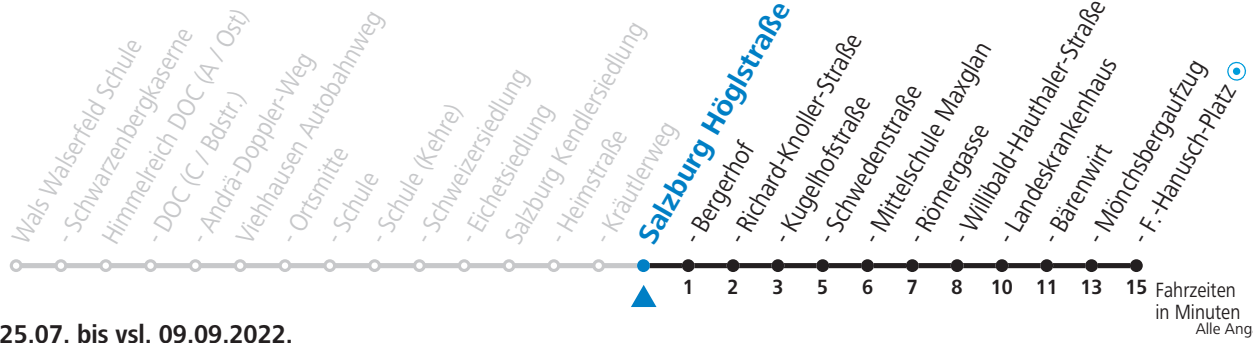 Wals Walserfeld Schule
- Schwarzenbergkaserne
Himmelreich DOC (A / Ost)
- DOC (C / Bdstr.)
- Andrä-Doppler-Weg
Viehhausen Autobahnweg
- Ortsmitte
- Schule
- Schule (Kehre)
- Schweizersiedlung
- Eichetsiedlung
Salzburg Kendlersiedlung
- Heimstraße
- Kräutlerweg
Salzburg Höglstraße
- Bergerhof
- Richard-Knoller-Straße
- Kugelhofstraße
- Schwedenstraße
- Mittelschule Maxglan
- Römergasse
- Willibald-Hauthaler-Straße
- Landeskrankenhaus
- Bärenwirt
- Mönchsbergaufzug
- F.-Hanusch-Platz
1 2 3 5 6 7 8 10 11 13 15 Fahrzeiten
in Minuten
Alle Ang
25.07. bis vsl. 09.09.2022.